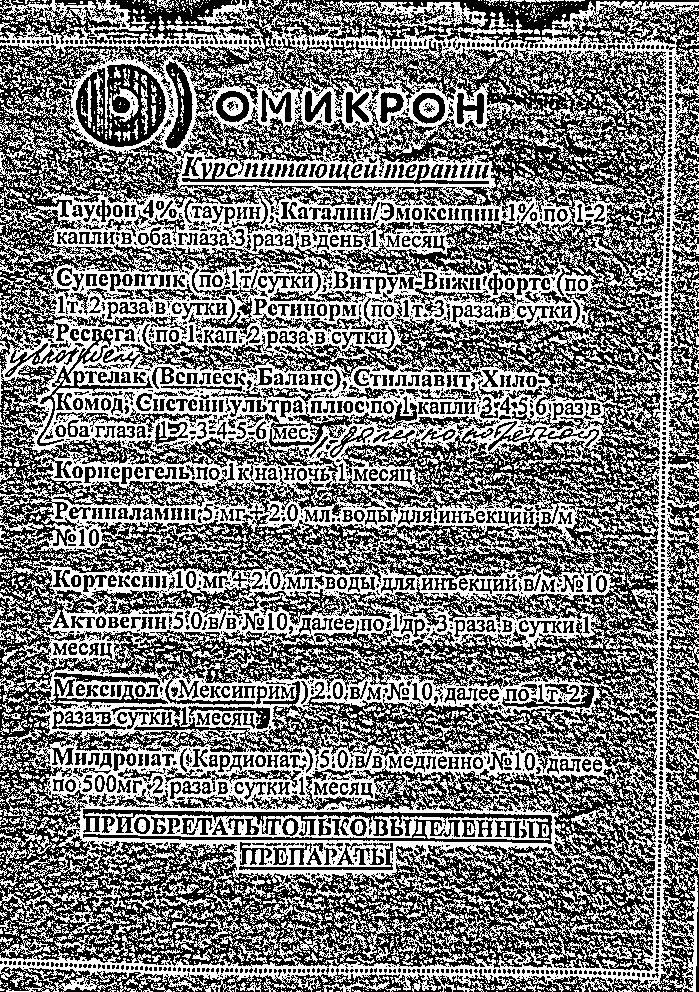 ОМИКРОН
Курс питающей терапии
Тауфон 4% (таурин), Каталин/Эмоксипин 1% по 1-2
капли в оба глаза 3 раза в день 1 месяц
Супероптик (по 1т/сутки), Витрум-Вижн форте (по
1т. 2 раза в сутки), Ретинорм (по 1т. 3 раза в сутки),
Ресвега ( по 1 кап. 2 раза в сутки)
Артелак (Всплеск, Баланс), Стиллавит, Хило-
Комод, Систейн ультра плюс по 1 капли 3,4,5,6 раз в
оба глаза 1-2-3-4-5-6 мес.
Корнерегель по 1к на ночь 1 месяц
Ретиналамин 5 мг + 2.0 мл. воды для инъекций в/м
№10
Кортексин 10 мг + 2.0 мл. воды для инъекций в/м №10
Актовегин 5.0 в/в №10, далее по 1др. 3 раза в сутки 1
месяц
Мексидол («Мексиприм») 2.0 в/м №10, далее по 1т. 2
раза в сутки 1 месяц
Милдронат («Кардионат») 5.0 в/в медленно №10, далее
по 500мг, 2 раза в сутки 1 месяц
ПРИОБРЕТАТЬ ТОЛЬКО ВЫДЕЛЕННЫЕ
ПРЕПАРАТЫ